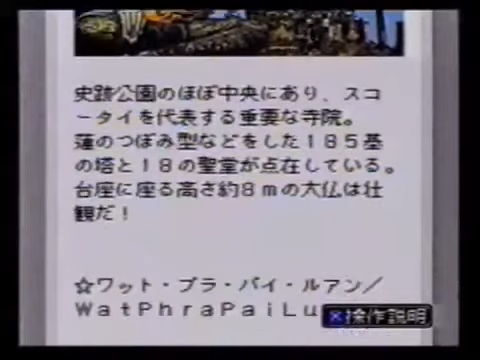 史跡公園のほぼ中央にあり、スコ
ータイを代表する重要な寺院。
蓮のつぼみ型などをした１８５基
の塔と１８の聖堂が点在している。
台座に座る高さ約８ｍの大仏は壮
観だ！
☆ワット・プラ・パイ・ルアン／
ＷａｔＰｈｒａＰａｉＬｕ
×操作説明